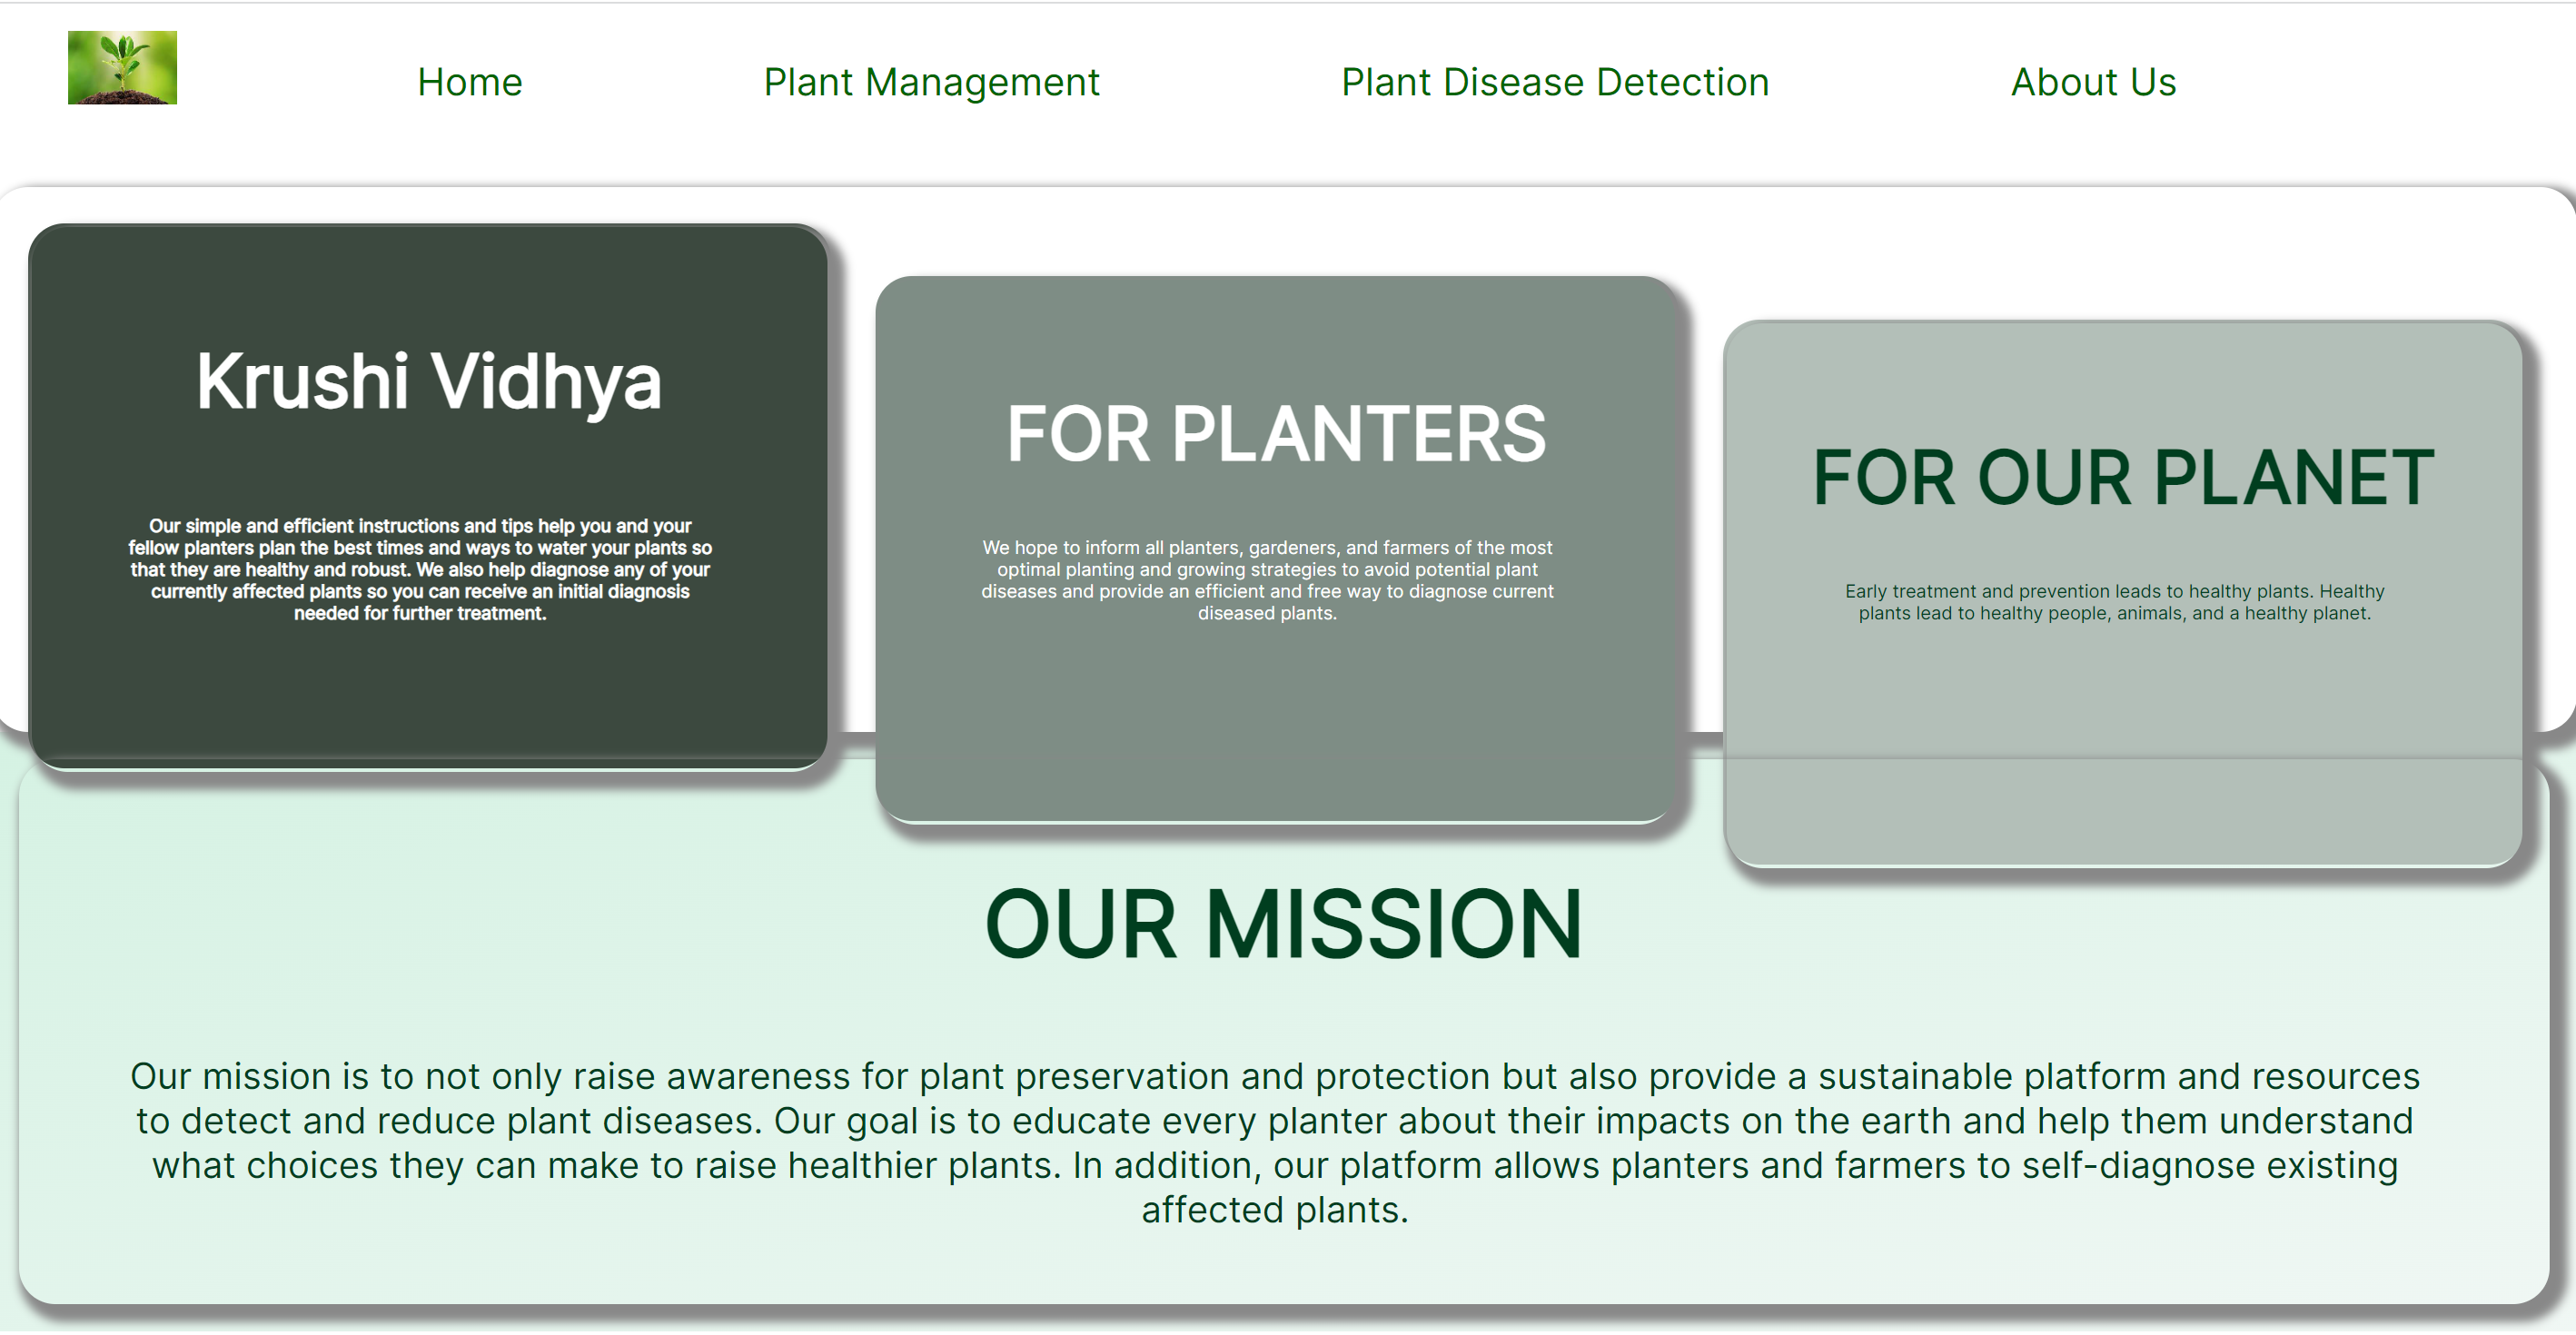 Home
Plant Management
Plant Disease Detection
About Us
Krushi Vidhya
Our simple and efficient instructions and tips help you and your
fellow planters plan the best times and ways to water your plants so
that they are healthy and robust. We also help diagnose any of your
currently affected plants so you can receive an initial diagnosis
needed for further treatment.
FOR PLANTERS
We hope to inform all planters, gardeners, and farmers of the most
optimal planting and growing strategies to avoid potential plant
diseases and provide an efficient and free way to diagnose current
diseased plants.
FOR OUR PLANET
Early treatment and prevention leads to healthy plants. Healthy
plants lead to healthy people, animals, and a healthy planet.
OUR MISSION
Our mission is to not only raise awareness for plant preservation and protection but also provide a sustainable platform and resources
to detect and reduce plant diseases. Our goal is to educate every planter about their impacts on the earth and help them understand
what choices they can make to raise healthier plants. In addition, our platform allows planters and farmers to self-diagnose existing
affected plants.